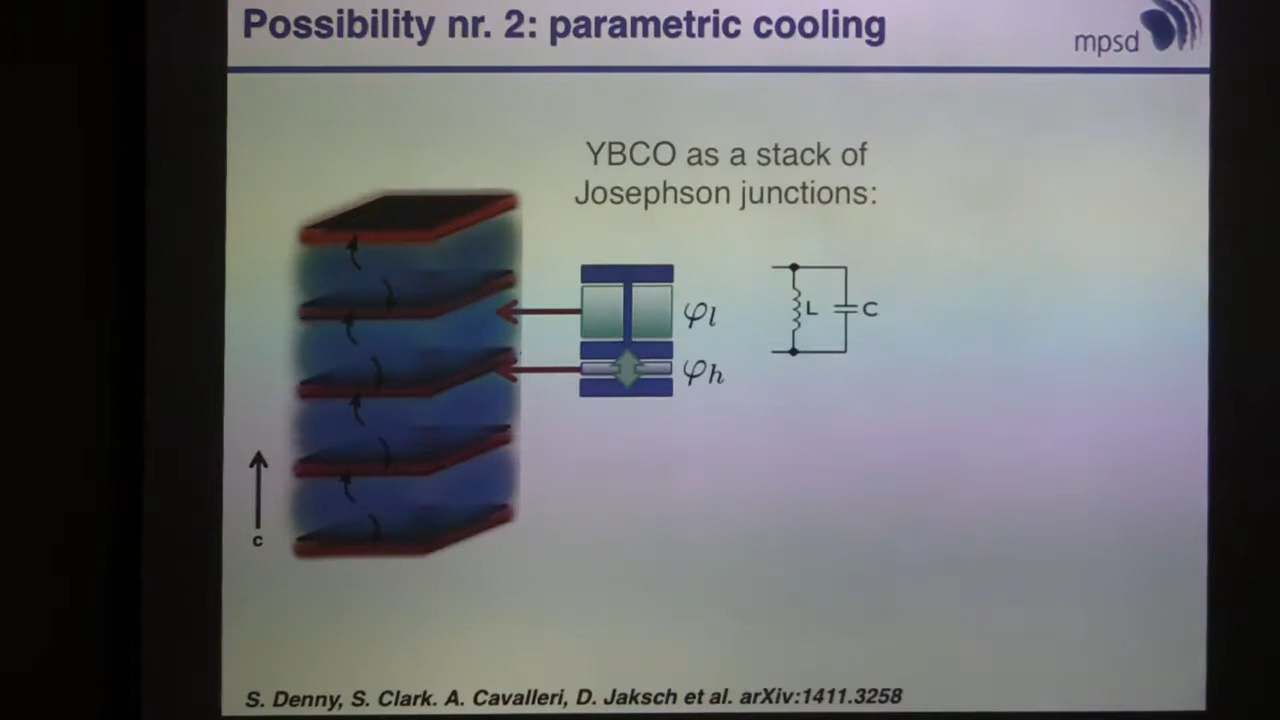 Possibility nr. 2: parametric cooling
mpsd
YBCO as a stack of
Josephson junctions:
φl
L
C
φh
c
S. Denny, S. Clark. A. Cavalleri, D. Jaksch et al. arXiv:1411.3258